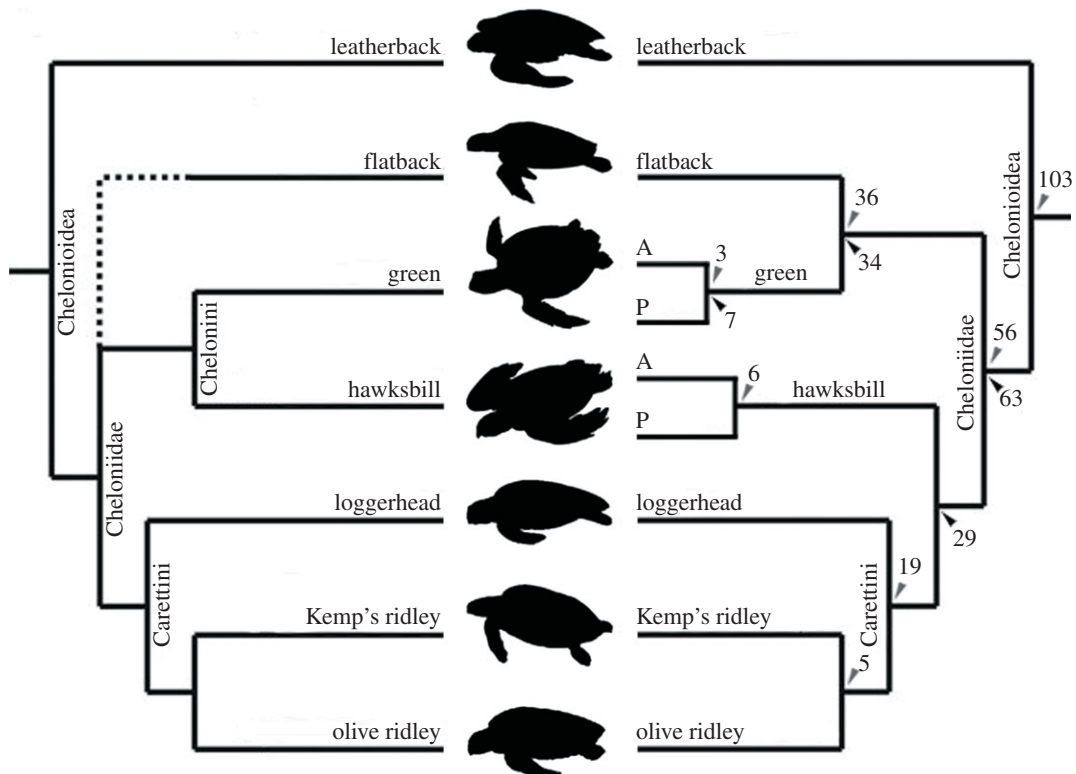 leatherback
leatherback
flatback
flatback
103
36
Chelonioidea
Chelonioidea
A
3
green
green
34
P
7
Chelonini
A
6
56
hawksbill
hawksbill
Cheloniidae
63
P
Cheloniidae
loggerhead
loggerhead
29
19
Carettini
Carettini
Kemp's ridley
Kemp's ridley
5
olive ridley
olive ridley